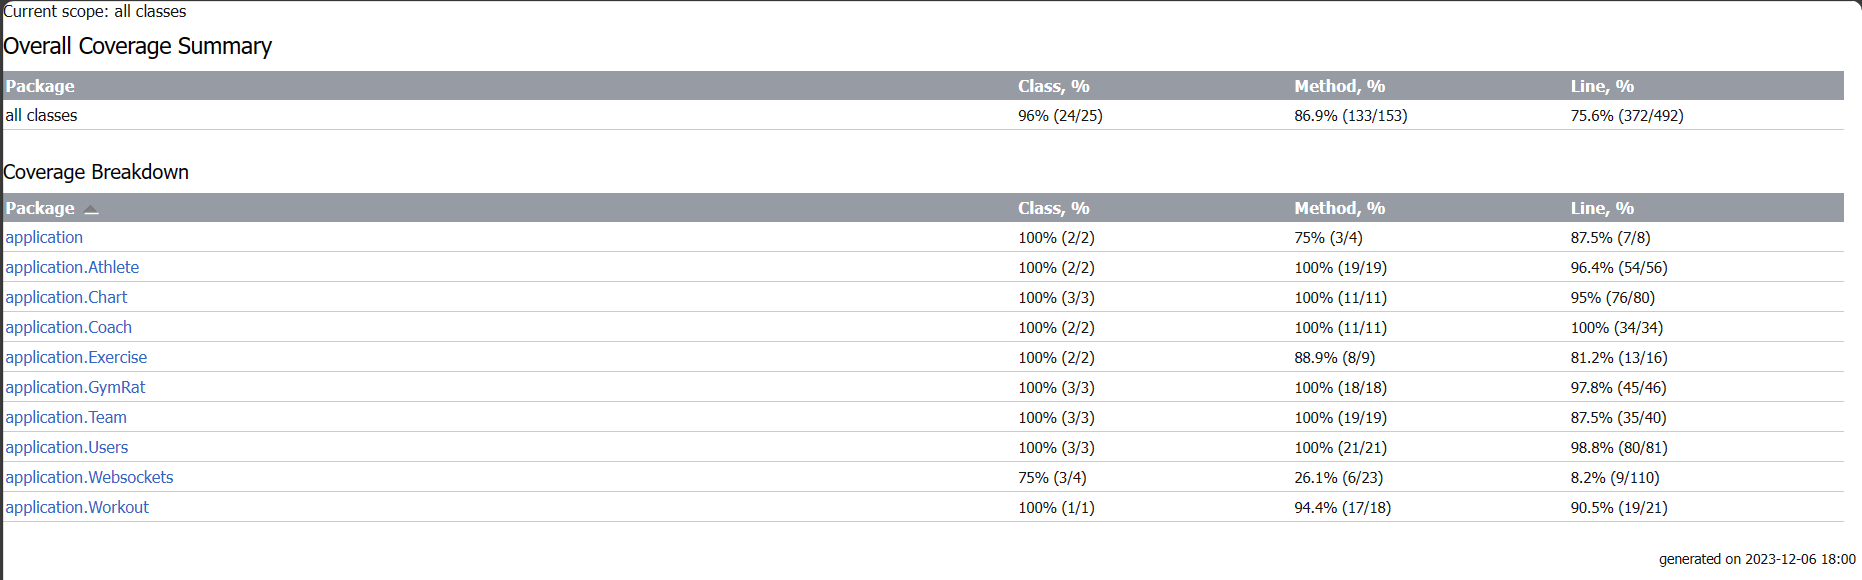 Current scope: all classes
Overall Coverage Summary
Package Class, % Method, % Line, %
all classes 96% (24/25) 86.9% (133/153) 75.6% (372/492)
Coverage Breakdown
Package Class, % Method, % Line, %
application 100% (2/2) 75% (3/4) 87.5% (7/8)
application.Athlete 100% (2/2) 100% (19/19) 96.4% (54/56)
application.Chart 100% (3/3) 100% (11/11) 95% (76/80)
application.Coach 100% (2/2) 100% (11/11) 100% (34/34)
application.Exercise 100% (2/2) 88.9% (8/9) 81.2% (13/16)
application.GymRat 100% (3/3) 100% (18/18) 97.8% (45/46)
application.Team 100% (3/3) 100% (19/19) 87.5% (35/40)
application.Users 100% (3/3) 100% (21/21) 98.8% (80/81)
application.Websockets 75% (3/4) 26.1% (6/23) 8.2% (9/110)
application.Workout 100% (1/1) 94.4% (17/18) 90.5% (19/21)
generated on 2023-12-06 18:00